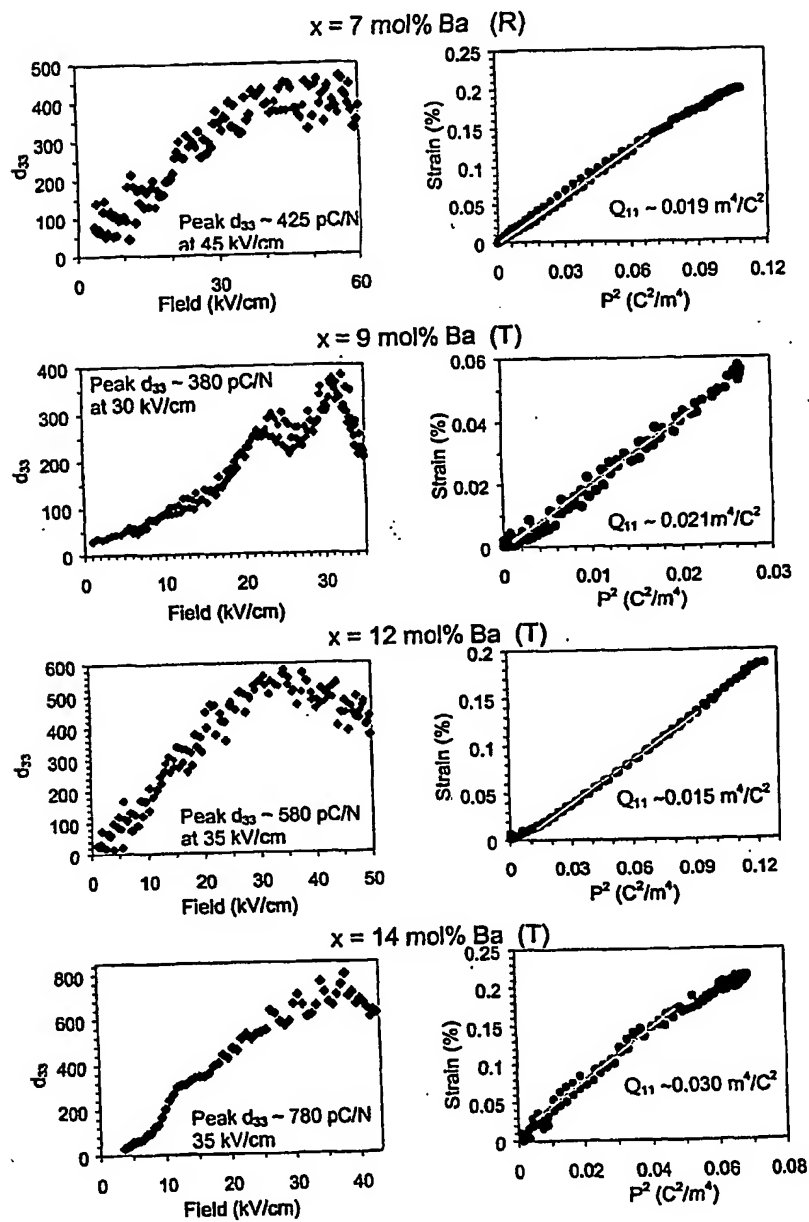 x = 7 mol% Ba (R)
500
400
300
200
100
0
d33
Peak d33 ~ 425 pC/N
at 45 kV/cm
0
30
60
Field (kV/cm)
0.25
0.2
0.15
0.1
0.05
0
Strain (%)
Q11 ~ 0.019 m⁴/C²
0
0.03
0.06
0.09
0.12
P² (C²/m⁴)
x = 9 mol% Ba (T)
400
300
200
100
0
d33
Peak d33 ~ 380 pC/N
at 30 kV/cm
0
10
20
30
Field (kV/cm)
0.06
0.04
0.02
0
Strain (%)
Q11 ~ 0.021m⁴/C²
0
0.01
0.02
0.03
P² (C²/m⁴)
x = 12 mol% Ba (T)
600
500
400
300
200
100
0
d33
Peak d33 ~ 580 pC/N
at 35 kV/cm
0
10
20
30
40
50
Field (kV/cm)
0.2
0.15
0.1
0.05
0
Strain (%)
Q11 ~0.015 m⁴/C²
0
0.03
0.06
0.09
0.12
P² (C²/m⁴)
x = 14 mol% Ba (T)
800
600
400
200
0
d33
Peak d33 ~ 780 pC/N
35 kV/cm
0
10
20
30
40
Field (kV/cm)
0.25
0.2
0.15
0.1
0.05
0
Strain (%)
Q11 ~0.030 m⁴/C²
0
0.02
0.04
0.06
0.08
P² (C²/m⁴)